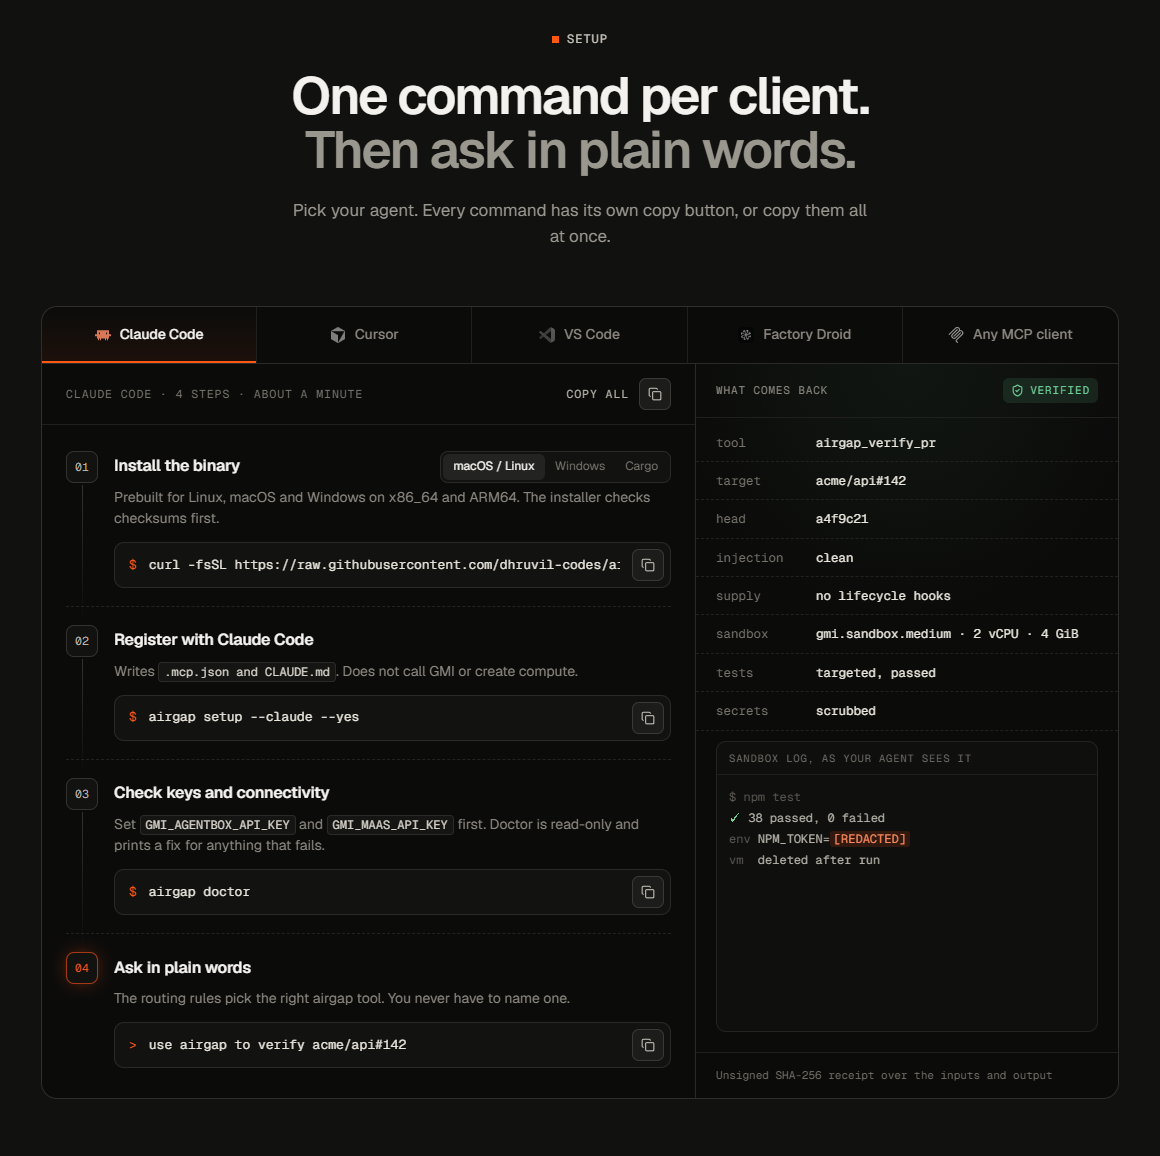 SETUP
One command per client.
Then ask in plain words.
Pick your agent. Every command has its own copy button, or copy them all
at once.
Claude Code
Cursor
VS Code
Factory Droid
Any MCP client
CLAUDE CODE · 4 STEPS · ABOUT A MINUTE
COPY ALL
01
Install the binary
macOS / Linux
Windows
Cargo
Prebuilt for Linux, macOS and Windows on x86_64 and ARM64. The installer checks
checksums first.
$ curl -fsSL https://raw.githubusercontent.com/dhruvil-codes/ai
02
Register with Claude Code
Writes .mcp.json and CLAUDE.md. Does not call GMI or create compute.
$ airgap setup --claude --yes
03
Check keys and connectivity
Set GMI_AGENTBOX_API_KEY and GMI_MAAS_API_KEY first. Doctor is read-only and
prints a fix for anything that fails.
$ airgap doctor
04
Ask in plain words
The routing rules pick the right airgap tool. You never have to name one.
> use airgap to verify acme/api#142
WHAT COMES BACK
VERIFIED
tool airgap_verify_pr
target acme/api#142
head a4f9c21
injection clean
supply no lifecycle hooks
sandbox gmi.sandbox.medium · 2 vCPU · 4 GiB
tests targeted, passed
secrets scrubbed
SANDBOX LOG, AS YOUR AGENT SEES IT
$ npm test
✓ 38 passed, 0 failed
env NPM_TOKEN=[REDACTED]
vm deleted after run
Unsigned SHA-256 receipt over the inputs and output